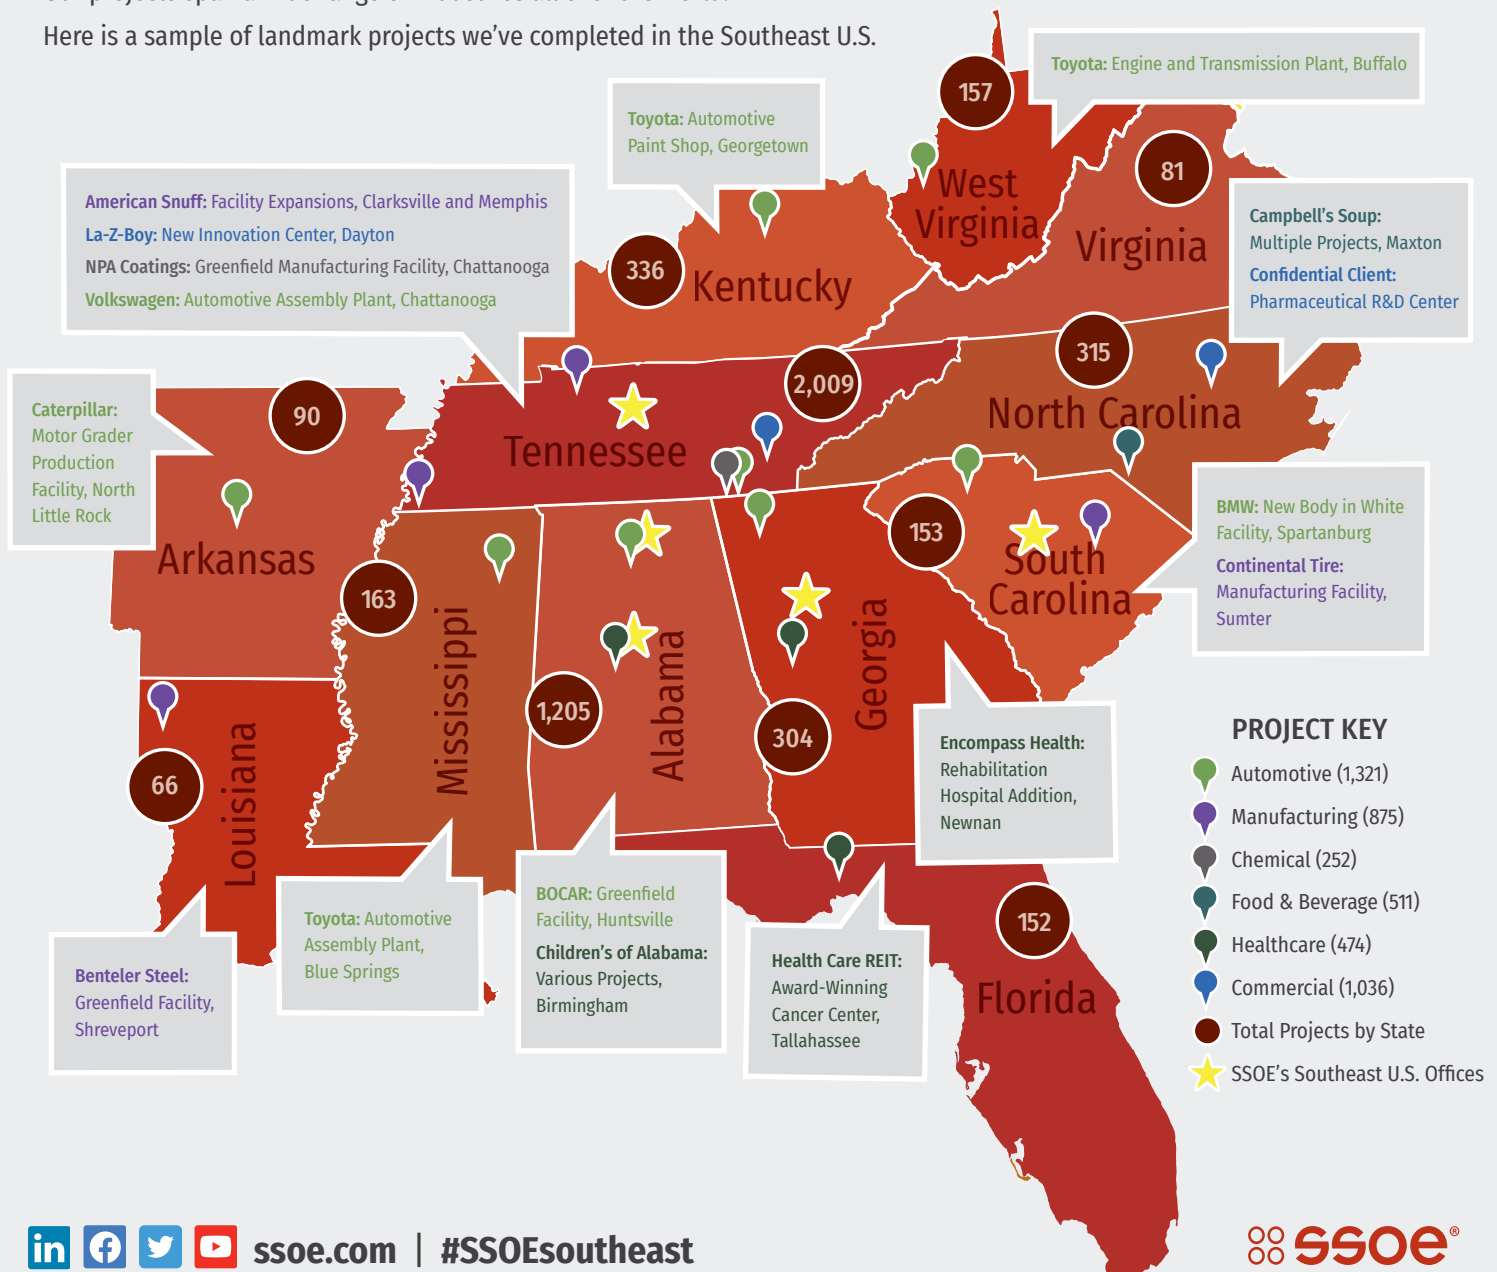 Here is a sample of landmark projects we've completed in the Southeast U.S.
Toyota: Engine and Transmission Plant, Buffalo
157
Toyota: Automotive
Paint Shop, Georgetown
81
West
Virginia
Virginia
American Snuff: Facility Expansions, Clarksville and Memphis
La-Z-Boy: New Innovation Center, Dayton
NPA Coatings: Greenfield Manufacturing Facility, Chattanooga
Volkswagen: Automotive Assembly Plant, Chattanooga
336
Kentucky
Campbell's Soup:
Multiple Projects, Maxton
Confidential Client:
Pharmaceutical R&D Center
315
2,009
North Carolina
Tennessee
Caterpillar:
Motor Grader
Production
Facility, North
Little Rock
90
Arkansas
163
153
South
Carolina
BMW: New Body in White
Facility, Spartanburg
Continental Tire:
Manufacturing Facility,
Sumter
Mississippi
1,205
Alabama
Georgia
304
66
Louisiana
Encompass Health:
Rehabilitation
Hospital Addition,
Newnan
PROJECT KEY
Automotive (1,321)
Manufacturing (875)
Chemical (252)
Food & Beverage (511)
Healthcare (474)
Commercial (1,036)
Total Projects by State
SSOE's Southeast U.S. Offices
Benteler Steel:
Greenfield Facility,
Shreveport
Toyota: Automotive
Assembly Plant,
Blue Springs
BOCAR: Greenfield
Facility, Huntsville
Children's of Alabama:
Various Projects,
Birmingham
Health Care REIT:
Award-Winning
Cancer Center,
Tallahassee
152
Florida
in f ssoe.com | #SSOEsoutheast
ssoe®